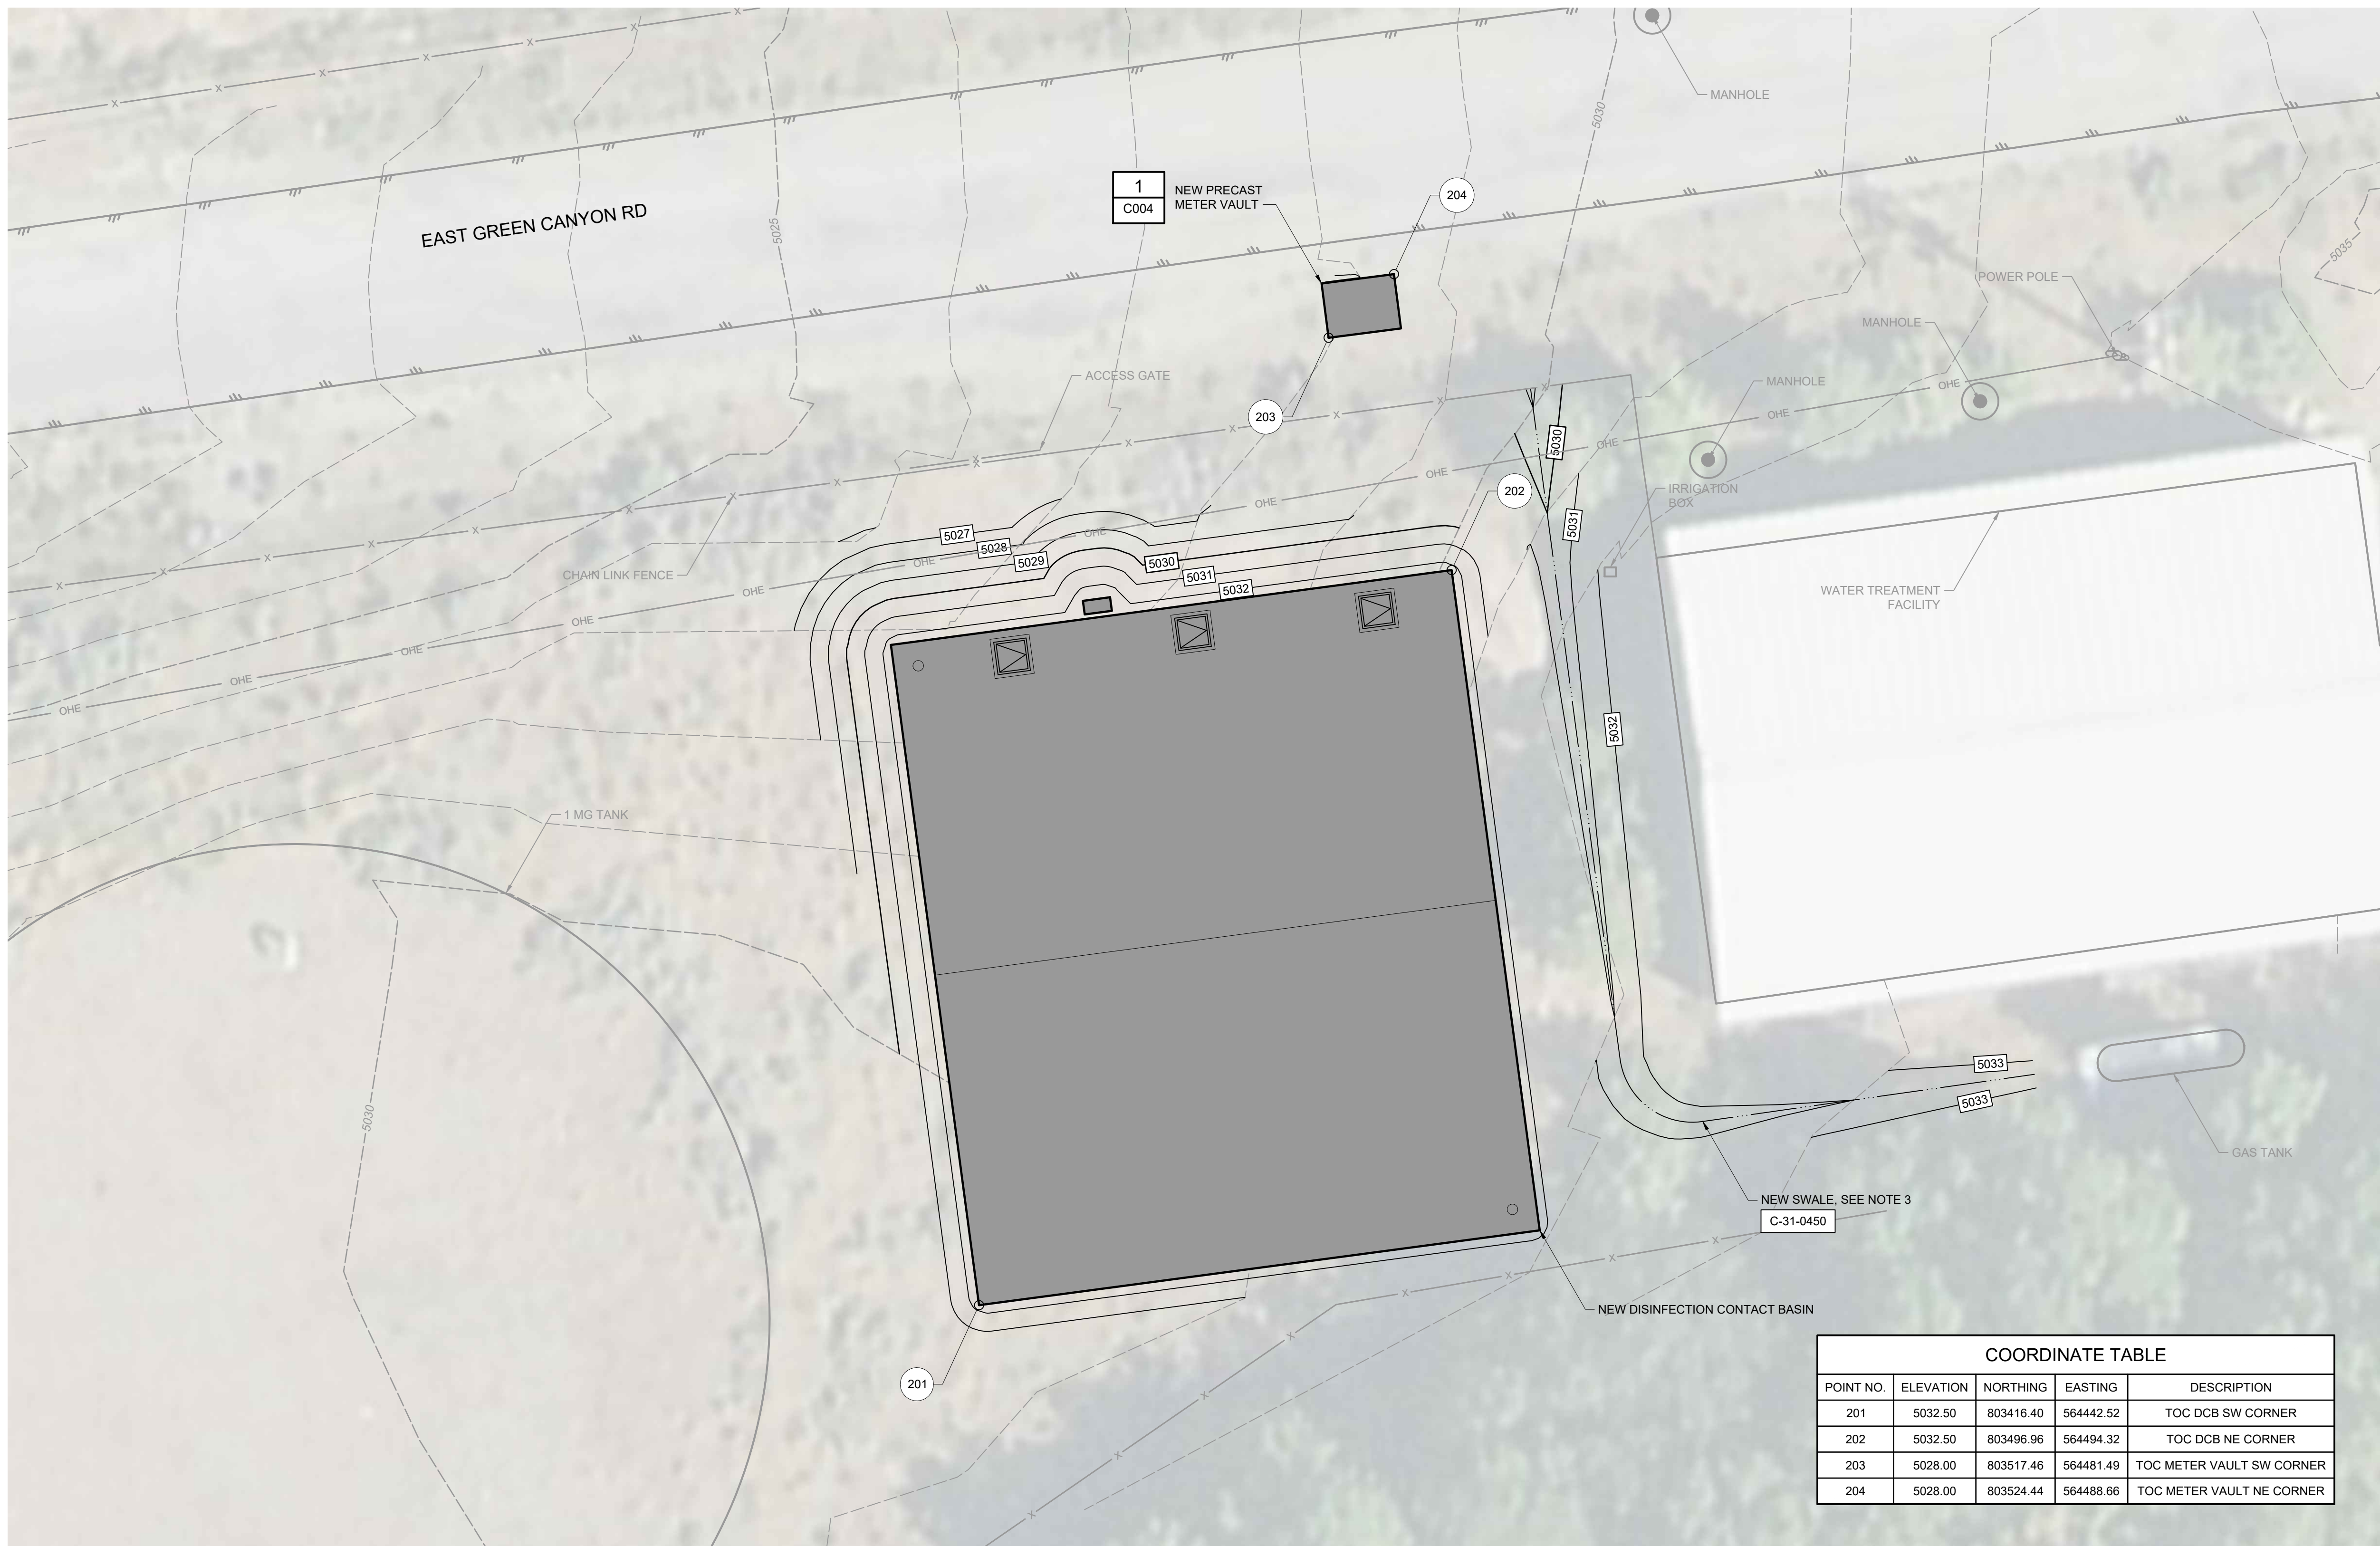 MANHOLE
5030
1
C004
NEW PRECAST
METER VAULT
204
EAST GREEN CANYON RD
5025
5035
POWER POLE
MANHOLE
ACCESS GATE
MANHOLE
203
OHE
OHE
OHE
5030
OHE
OHE
202
IRRIGATION
BOX
5031
5027
5028
5029
OHE
OHE
5030
5031
5032
CHAIN LINK FENCE
OHE
OHE
OHE
OHE
OHE
WATER TREATMENT
FACILITY
5032
1 MG TANK
5030
5033
5033
GAS TANK
NEW SWALE, SEE NOTE 3
C-31-0450
NEW DISINFECTION CONTACT BASIN
201
COORDINATE TABLE
POINT NO. ELEVATION NORTHING EASTING DESCRIPTION
201 5032.50 803416.40 564442.52 TOC DCB SW CORNER
202 5032.50 803496.96 564494.32 TOC DCB NE CORNER
203 5028.00 803517.46 564481.49 TOC METER VAULT SW CORNER
204 5028.00 803524.44 564488.66 TOC METER VAULT NE CORNER